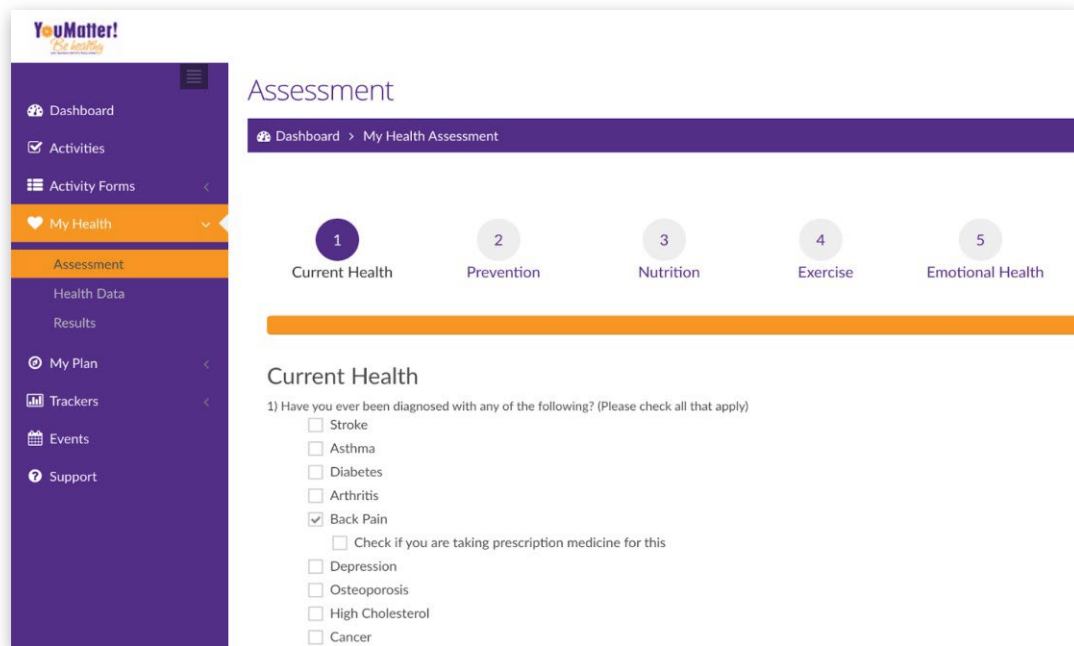 YouMatter!
Be healthy
Dashboard
Activities
Activity Forms
My Health
Assessment
Health Data
Results
My Plan
Trackers
Events
Support
Assessment
Dashboard > My Health Assessment
1
Current Health
2
Prevention
3
Nutrition
4
Exercise
5
Emotional Health
Current Health
1) Have you ever been diagnosed with any of the following? (Please check all that apply)
Stroke
Asthma
Diabetes
Arthritis
Back Pain
Check if you are taking prescription medicine for this
Depression
Osteoporosis
High Cholesterol
Cancer